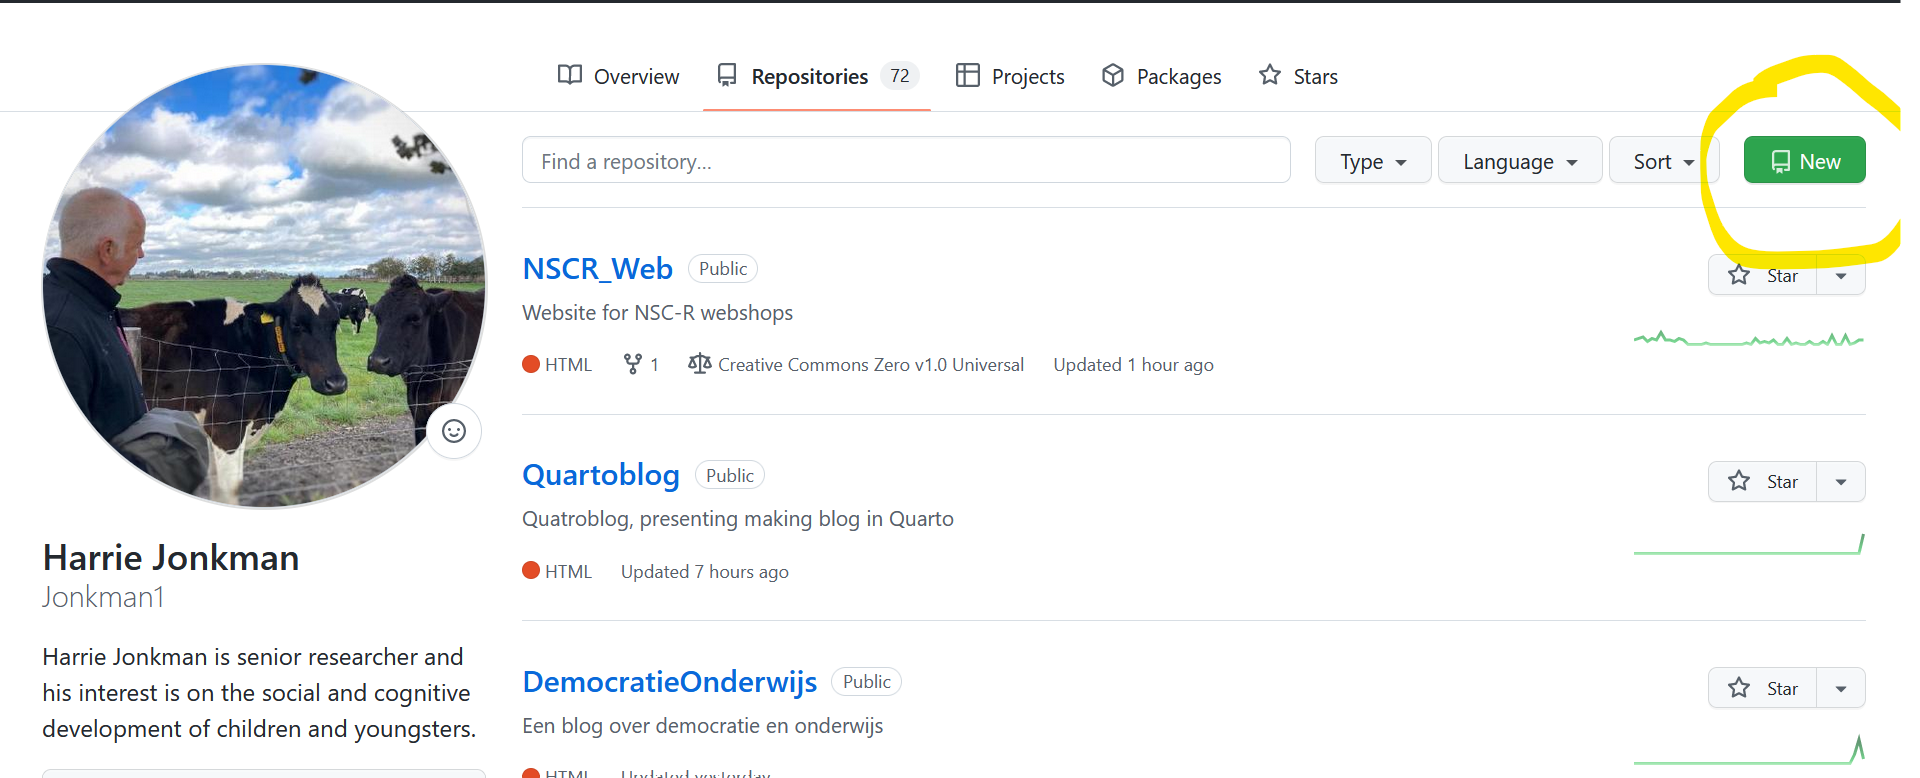 Overview Repositories 72 Projects Packages Stars
Find a repository... Type Language Sort New
NSCR_Web Public
Star
Website for NSC-R webshops
HTML 1 Creative Commons Zero v1.0 Universal Updated 1 hour ago
Quartoblog Public
Star
Quatroblog, presenting making blog in Quarto
HTML Updated 7 hours ago
DemocratieOnderwijs Public
Star
Een blog over democratie en onderwijs
HTML Updated yesterday
Harrie Jonkman
Jonkman1
Harrie Jonkman is senior researcher and
his interest is on the social and cognitive
development of children and youngsters.